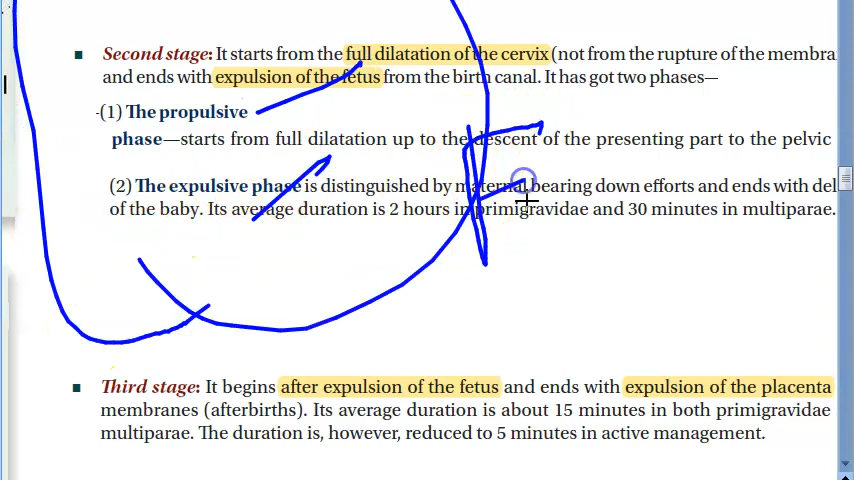 ■ Second stage: It starts from the full dilatation of the cervix (not from the rupture of the membra
and ends with expulsion of the fetus from the birth canal. It has got two phases—
-(1) The propulsive
phase—starts from full dilatation up to the descent of the presenting part to the pelvic
(2) The expulsive phase is distinguished by maternal bearing down efforts and ends with del
of the baby. Its average duration is 2 hours in primigravidae and 30 minutes in multiparae.
■ Third stage: It begins after expulsion of the fetus and ends with expulsion of the placenta
membranes (afterbirths). Its average duration is about 15 minutes in both primigravidae
multiparae. The duration is, however, reduced to 5 minutes in active management.